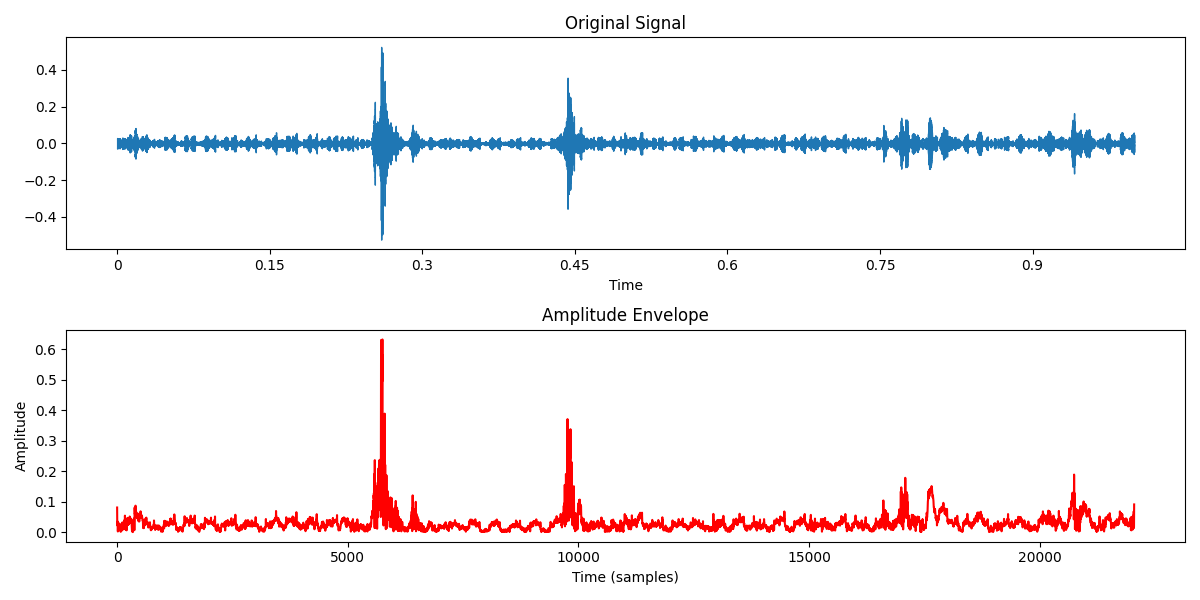 Original Signal
0.4
0.2
0.0
−0.2
−0.4
0 0.15 0.3 0.45 0.6 0.75 0.9
Time
Amplitude Envelope
Amplitude
0.6
0.5
0.4
0.3
0.2
0.1
0.0
0 5000 10000 15000 20000
Time (samples)